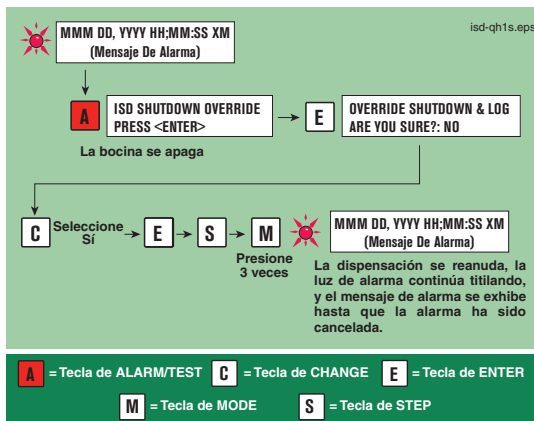 isd-qh1s.eps
MMM DD, YYYY HH;MM:SS XM
(Mensaje De Alarma)
A
ISD SHUTDOWN OVERRIDE
PRESS <ENTER>
E
OVERRIDE SHUTDOWN & LOG
ARE YOU SURE?: NO
La bocina se apaga
C
Seleccione
Sí
E
S
M
Presione
3 veces
MMM DD, YYYY HH;MM:SS XM
(Mensaje De Alarma)
La dispensación se reanuda, la
luz de alarma continúa titilando,
y el mensaje de alarma se exhibe
hasta que la alarma ha sido
cancelada.
A = Tecla de ALARM/TEST
C = Tecla de CHANGE
E = Tecla de ENTER
M = Tecla de MODE
S = Tecla de STEP